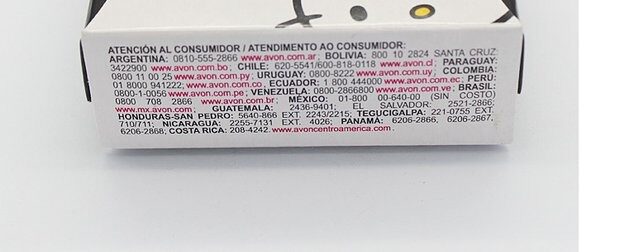 ATENCIÓN AL CONSUMIDOR / ATENDIMENTO AO CONSUMIDOR:
ARGENTINA: 0810-555-2866 www.avon.com.ar; BOLIVIA: 800 10 2824 SANTA CRUZ:
3422900 www.avon.com.bo; CHILE: 620-5541/600-818-0118 www.avon.cl; PARAGUAY:
0800 11 00 25 www.avon.com.py; URUGUAY: 0800-8222 www.avon.com.uy; COLOMBIA:
01 8000 941222; www.avon.com.co; ECUADOR: 1 800 444000 www.avon.com.ec; PERÚ:
0800-1-0056 www.avon.com.pe; VENEZUELA: 0800-2866800 www.avon.com.ve; BRASIL:
0800 708 2866 www.avon.com.br; MÉXICO: 01-800 00-640-00 (SIN COSTO)
www.mx.avon.com; GUATEMALA: 2436-9401; EL SALVADOR: 2521-2866;
HONDURAS-SAN PEDRO: 5640-866 EXT. 2243/2215; TEGUCIGALPA: 221-0755 EXT.
710/711; NICARAGUA: 2255-7131 EXT. 4026; PANAMÁ: 6206-2866, 6206-2867,
6206-2868; COSTA RICA: 208-4242. www.avoncentroamerica.com.